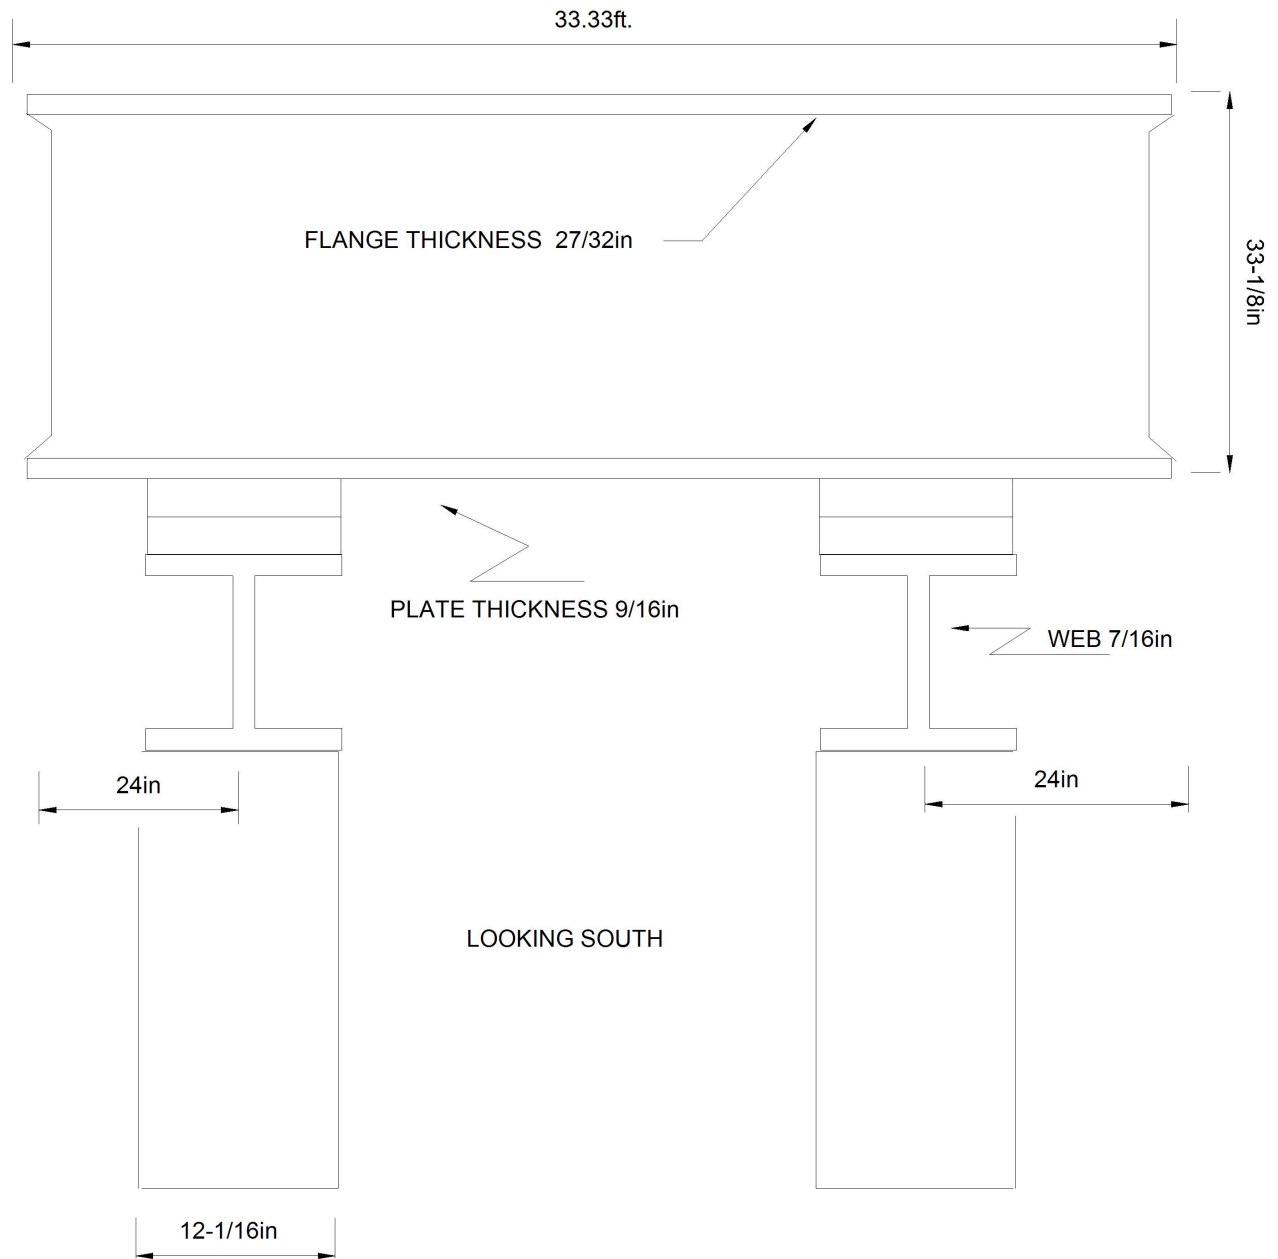 33.33ft.
FLANGE THICKNESS 27/32in
33-1/8in
PLATE THICKNESS 9/16in
WEB 7/16in
24in
24in
LOOKING SOUTH
12-1/16in